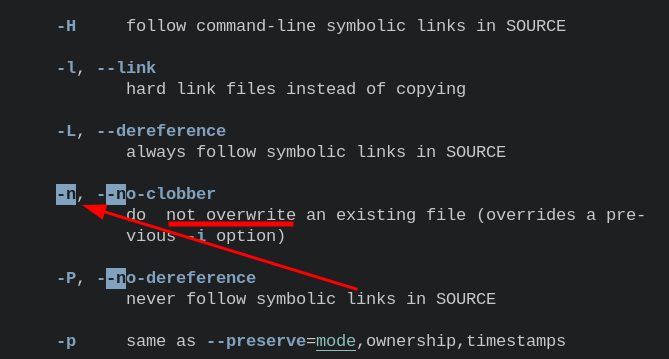 -H follow command-line symbolic links in SOURCE
-l, --link
hard link files instead of copying
-L, --dereference
always follow symbolic links in SOURCE
-n, --no-clobber
do not overwrite an existing file (overrides a pre-
vious -i option)
-P, --no-dereference
never follow symbolic links in SOURCE
-p same as --preserve=mode,ownership,timestamps